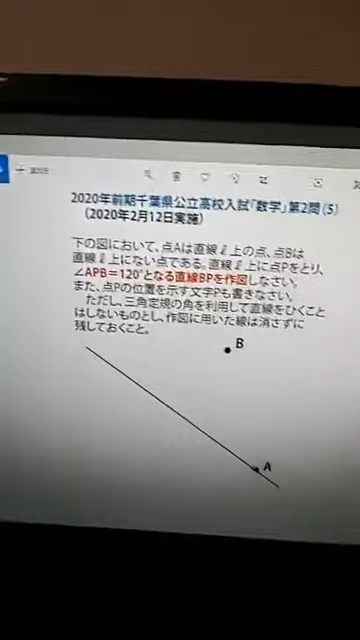 2020年前期千葉県公立高校入試「数学」第2問(5)
(2020年2月12日実施)
下の図において、点Aは直線ℓ上の点、点Bは
直線ℓ上にない点である。直線ℓ上に点Pをとり、
∠APB=120°となる直線BPを作図しなさい。
また、点Pの位置を示す文字Pも書きなさい。
ただし、三角定規の角を利用して直線をひくこと
はしないものとし、作図に用いた線は消さずに
残しておくこと。
B
A